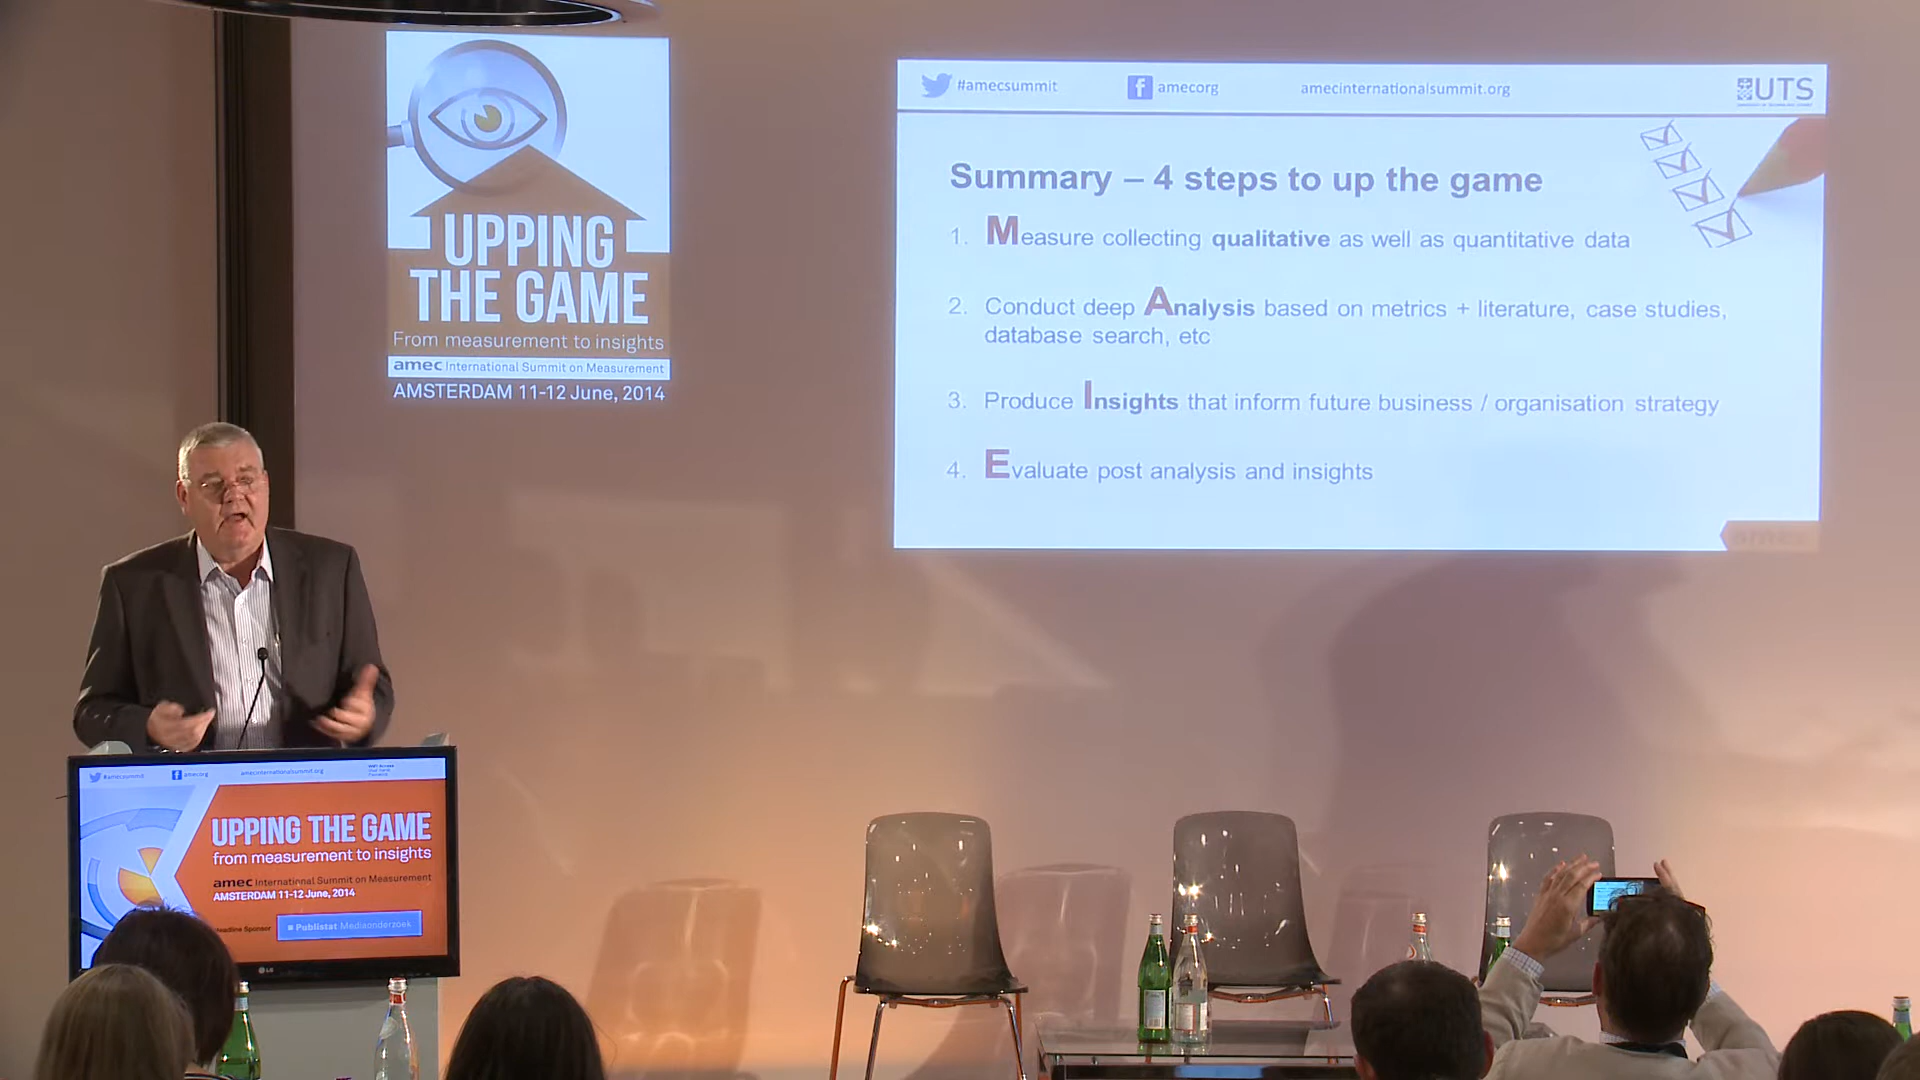 UPPING
THE GAME
From measurement to insights
amec International Summit on Measurement
AMSTERDAM 11-12 June, 2014
#amecsummit
amecorg
amecinternationalsummit.org
UTS
Summary – 4 steps to up the game
1. Measure collecting qualitative as well as quantitative data
2. Conduct deep Analysis based on metrics + literature, case studies,
database search, etc
3. Produce Insights that inform future business / organisation strategy
4. Evaluate post analysis and insights
amec
#amecsummit
amecorg
amecinternationalsummit.org
UPPING THE GAME
from measurement to insights
amec International Summit on Measurement
AMSTERDAM 11-12 June, 2014
Headline Sponsor
Publistat Mediaonderzoek
LG